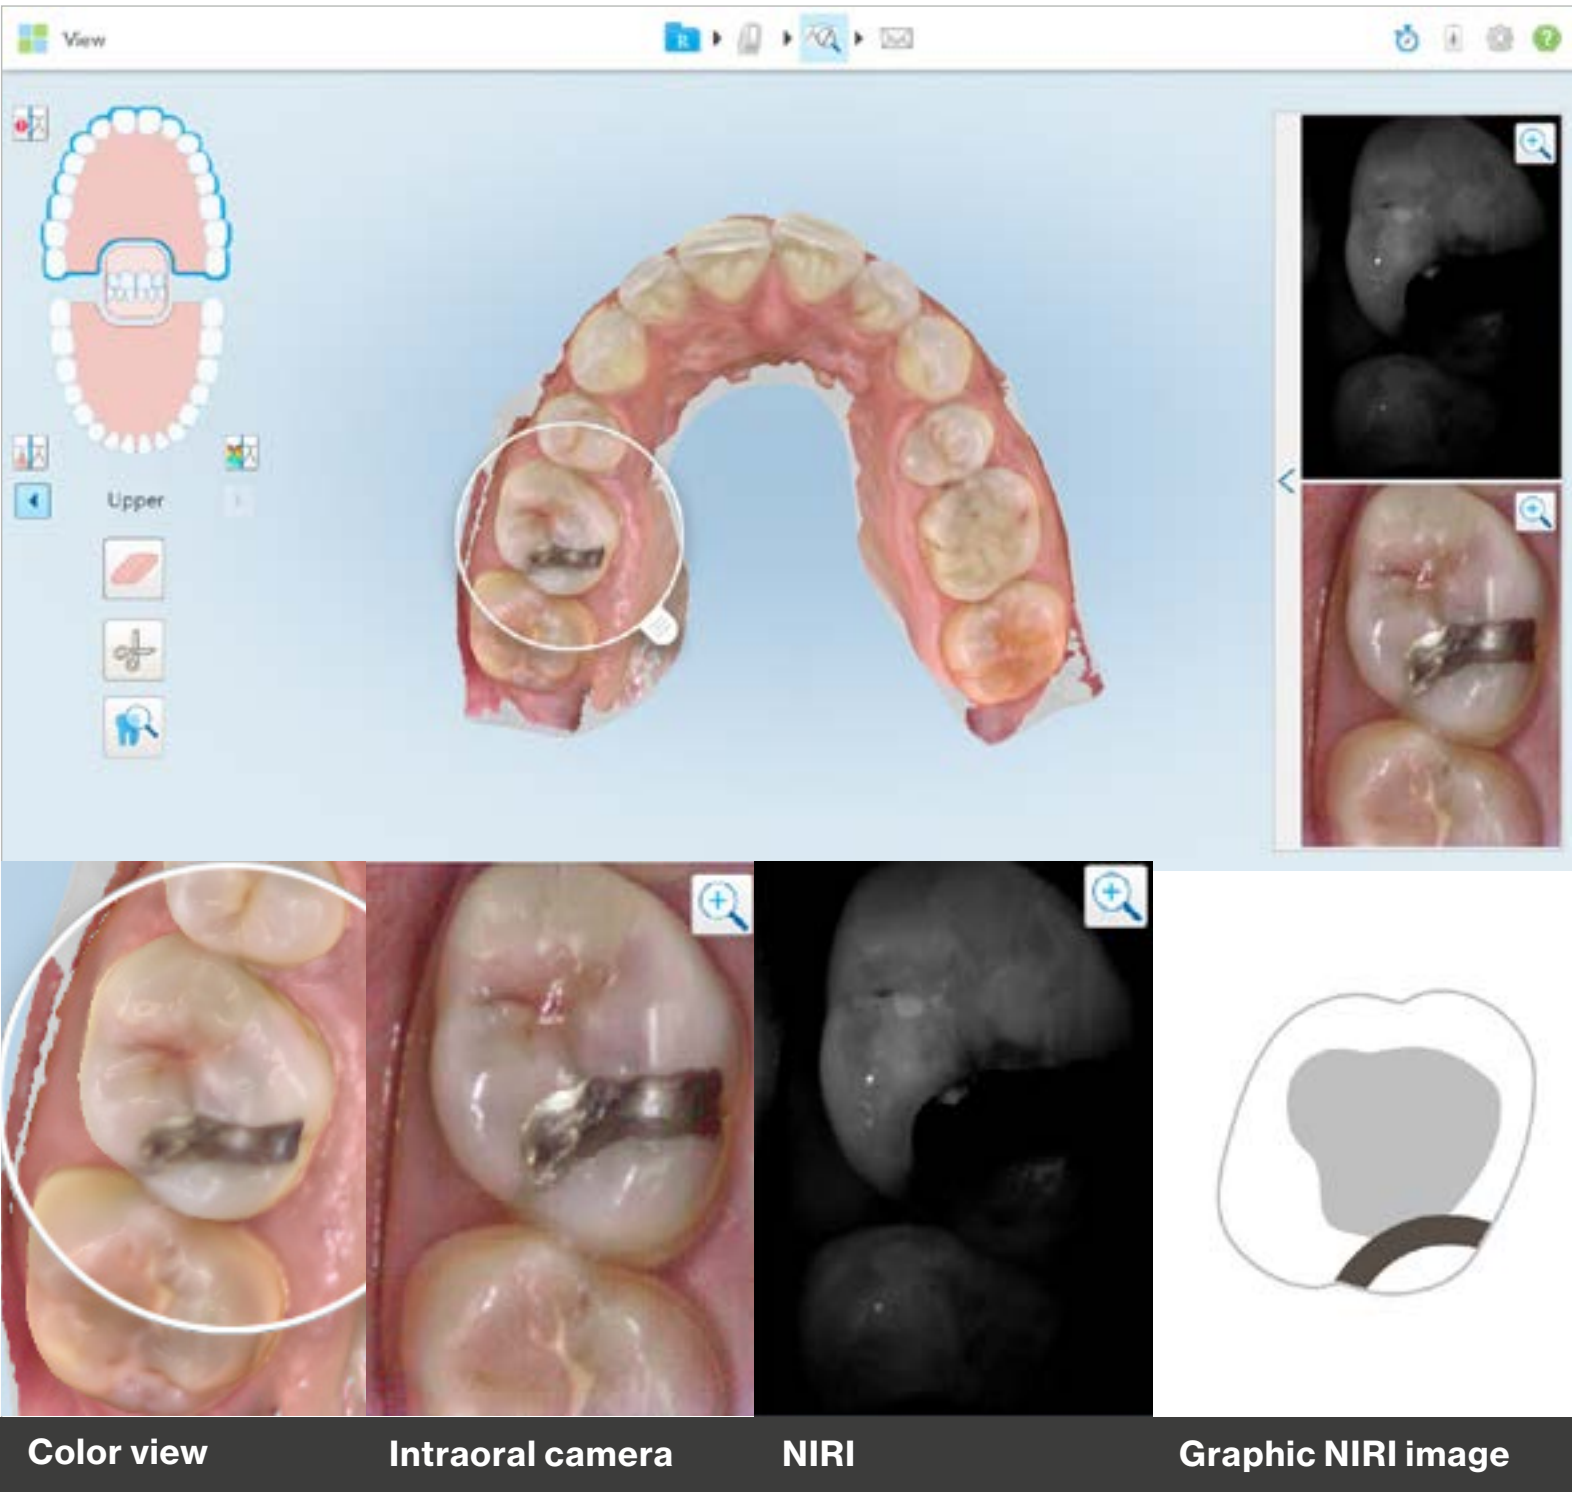 View
R
?
Upper
Color view
Intraoral camera
NIRI
Graphic NIRI image